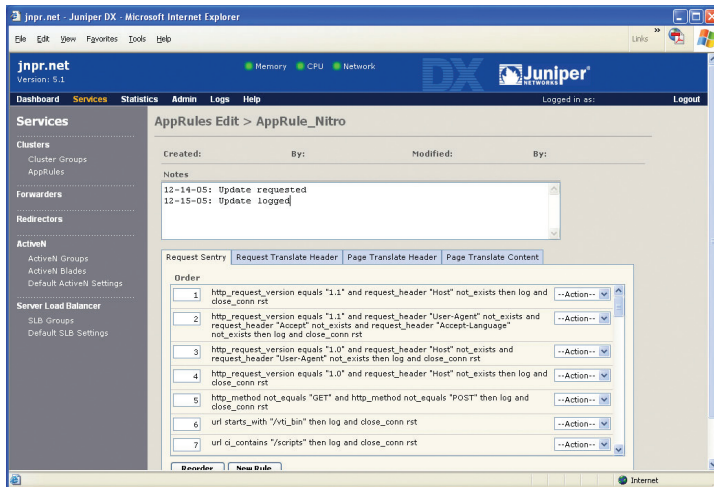 jnpr.net - Juniper DX - Microsoft Internet Explorer
File Edit View Favorites Tools Help
Links »
jnpr.net
Version: 5.1
Memory CPU Network
DX
Juniper
NETWORKS
Dashboard Services Statistics Admin Logs Help
Logged in as:
Logout
Services
AppRules Edit > AppRule_Nitro
Clusters
Cluster Groups
AppRules
Forwarders
Redirectors
ActiveN
ActiveN Groups
ActiveN Blades
Default ActiveN Settings
Server Load Balancer
SLB Groups
Default SLB Settings
Created: By: Modified: By:
Notes
12-14-05: Update requested
12-15-05: Update logged
Request Sentry Request Translate Header Page Translate Header Page Translate Content
Order
1 http_request_version equals "1.1" and request_header "Host" not_exists then log and --Action--
close_conn rst
2 http_request_version equals "1.1" and request_header "User-Agent" not_exists and --Action--
request_header "Accept" not_exists and request_header "Accept-Language"
not_exists then log and close_conn rst
3 http_request_version equals "1.0" and request_header "Host" not_exists and --Action--
request_header "User-Agent" not_exists then log and close_conn rst
4 http_request_version equals "1.0" and request_header "Host" not_exists then log and --Action--
close_conn rst
5 http_method not_equals "GET" and http_method not_equals "POST" then log and --Action--
close_conn rst
6 url starts_with "/vti_bin" then log and close_conn rst --Action--
7 url ci_contains "/scripts" then log and close_conn rst --Action--
Reorder New Rule
Internet